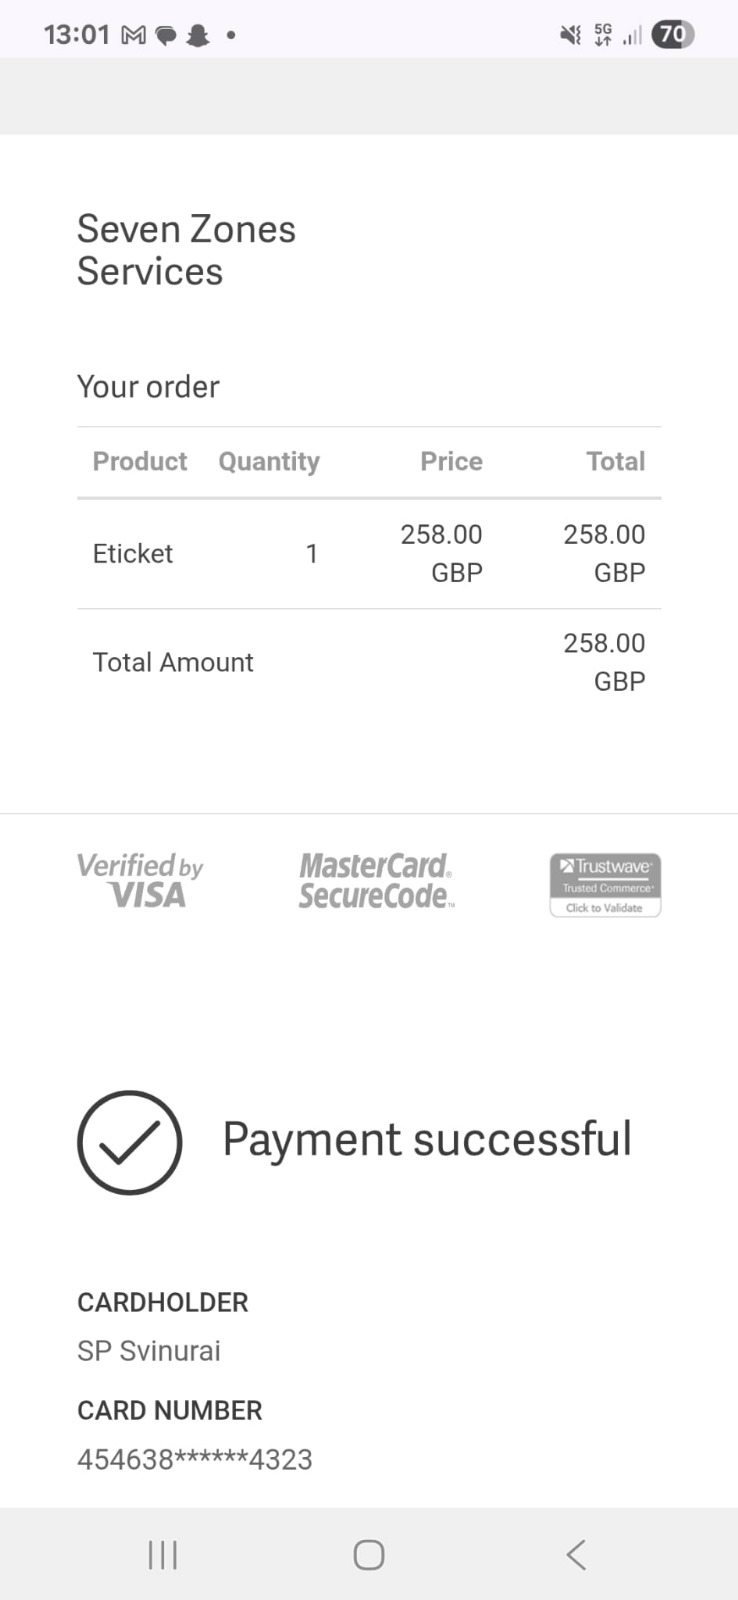 13:01
5G
70
Seven Zones
Services
Your order
Product Quantity Price Total
Eticket 1 258.00 GBP 258.00 GBP
Total Amount 258.00 GBP
Verified by
VISA
MasterCard®
SecureCode™
Trustwave®
Trusted Commerce®
Click to Validate
Payment successful
CARDHOLDER
SP Svinurai
CARD NUMBER
454638******4323